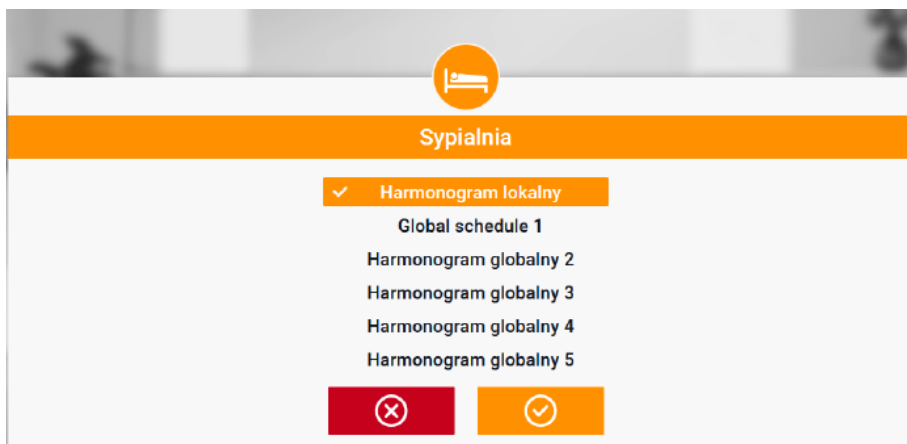 Sypialnia
Harmonogram lokalny
Global schedule 1
Harmonogram globalny 2
Harmonogram globalny 3
Harmonogram globalny 4
Harmonogram globalny 5